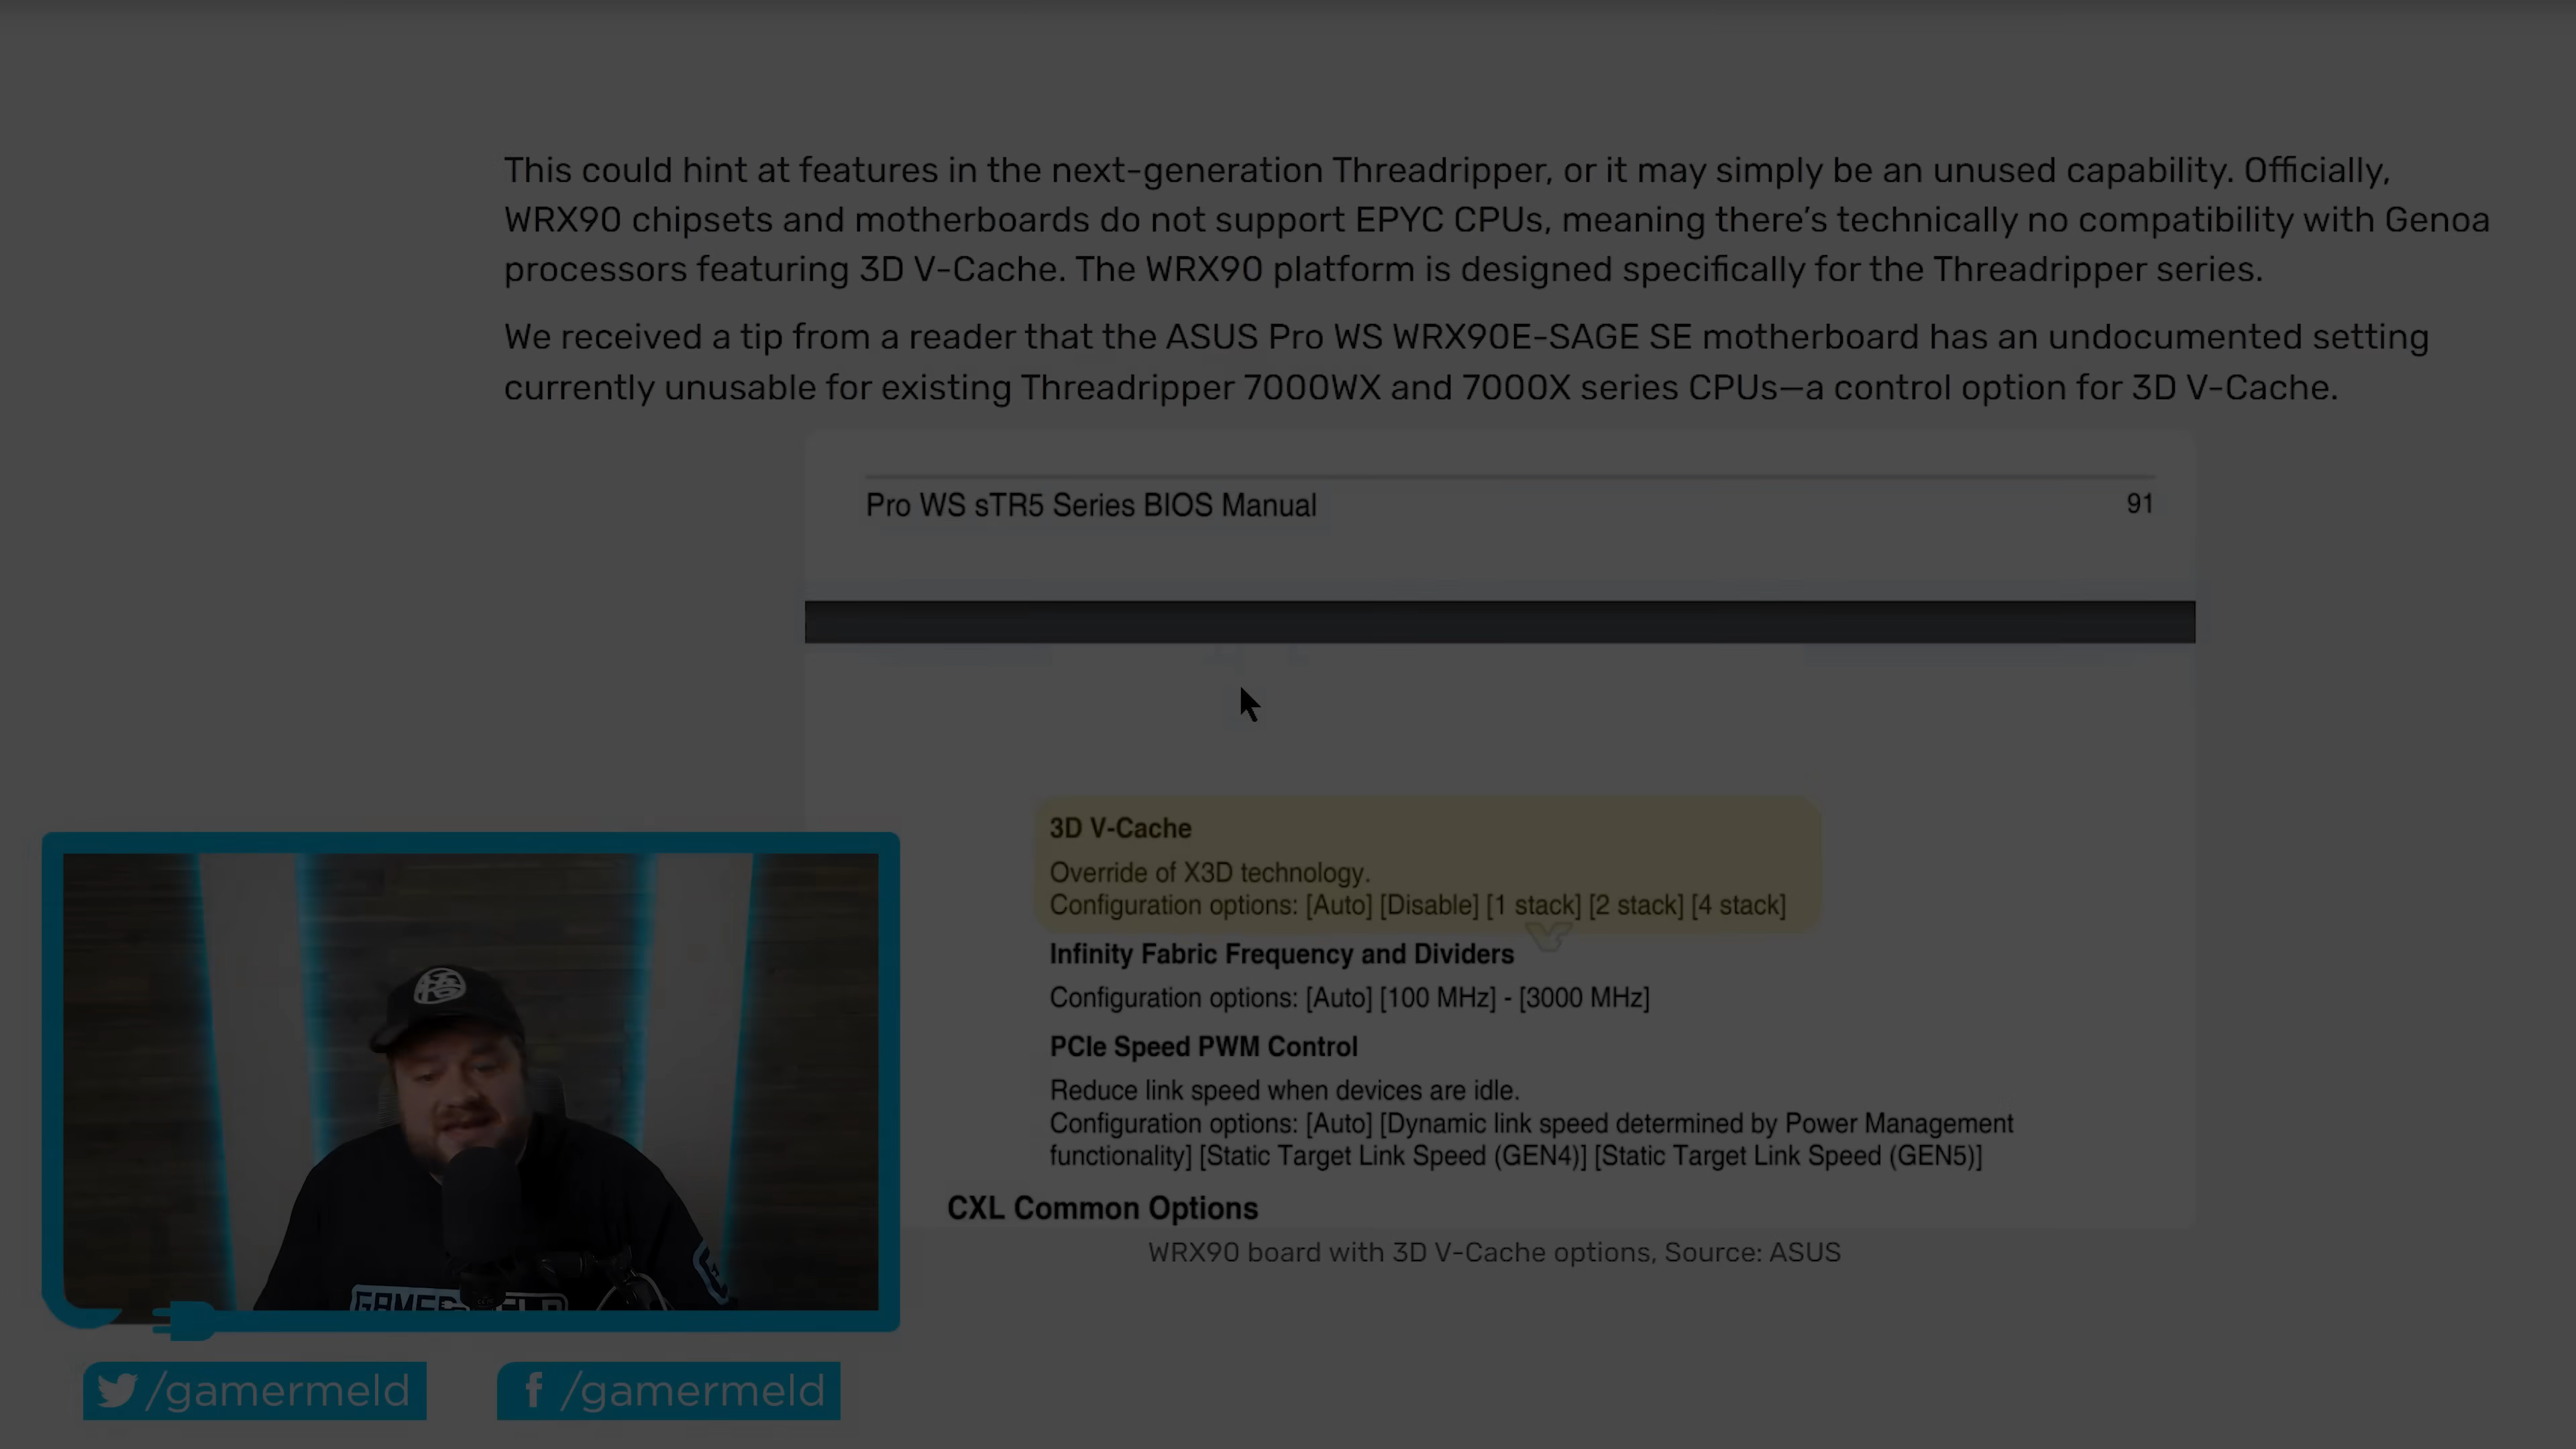 This could hint at features in the next-generation Threadripper, or it may simply be an unused capability. Officially,
WRX90 chipsets and motherboards do not support EPYC CPUs, meaning there's technically no compatibility with Genoa
processors featuring 3D V-Cache. The WRX90 platform is designed specifically for the Threadripper series.
We received a tip from a reader that the ASUS Pro WS WRX90E-SAGE SE motherboard has an undocumented setting
currently unusable for existing Threadripper 7000WX and 7000X series CPUs—a control option for 3D V-Cache.
Pro WS sTR5 Series BIOS Manual 91
3D V-Cache
Override of X3D technology.
Configuration options: [Auto] [Disable] [1 stack] [2 stack] [4 stack]
Infinity Fabric Frequency and Dividers
Configuration options: [Auto] [100 MHz] - [3000 MHz]
PCIe Speed PWM Control
Reduce link speed when devices are idle.
Configuration options: [Auto] [Dynamic link speed determined by Power Management
functionality] [Static Target Link Speed (GEN4)] [Static Target Link Speed (GEN5)]
CXL Common Options
WRX90 board with 3D V-Cache options, Source: ASUS
/gamermeld
f /gamermeld